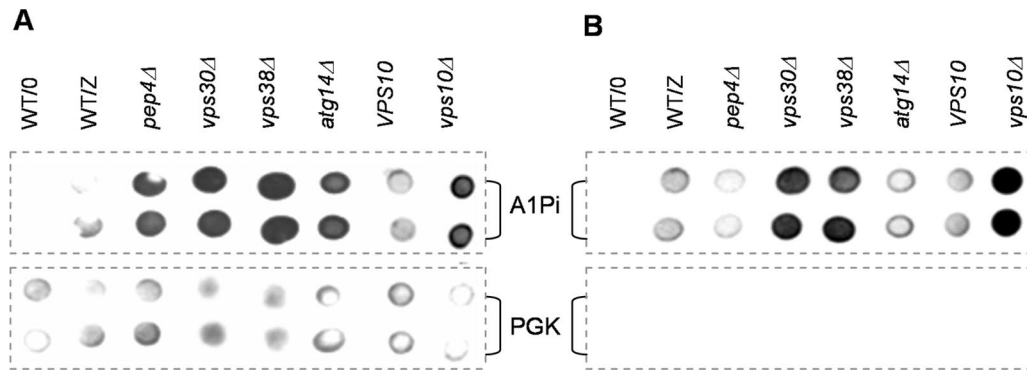 A
WT/0 WT/Z pep4Δ vps30Δ vps38Δ atg14Δ VPS10 vps10Δ
B
WT/0 WT/Z pep4Δ vps30Δ vps38Δ atg14Δ VPS10 vps10Δ
A1Pi
PGK